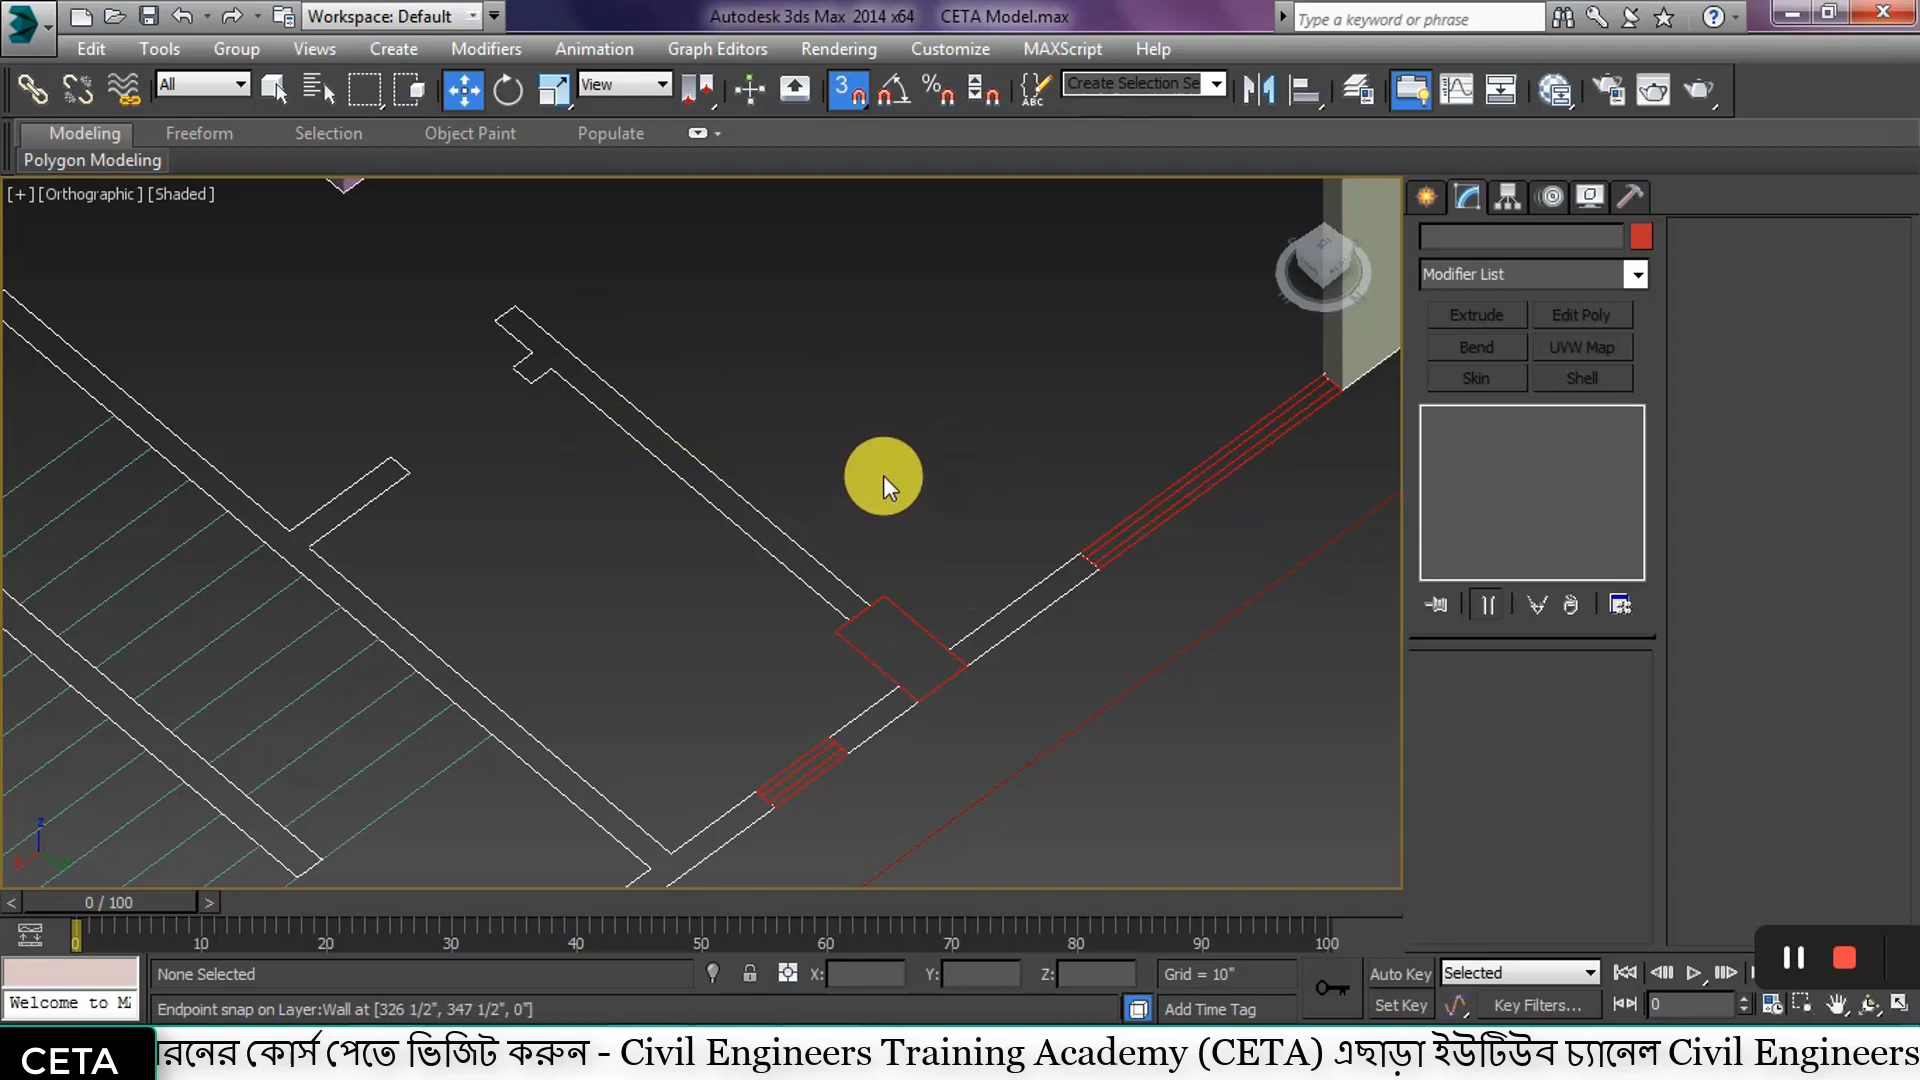 Workspace: Default
Autodesk 3ds Max 2014 x64 CETA Model.max
Type a keyword or phrase
Edit Tools Group Views Create Modifiers Animation Graph Editors Rendering Customize MAXScript Help
All
View
3
Create Selection Se
ABC
Modeling Freeform Selection Object Paint Populate
Polygon Modeling
[+] [Orthographic] [Shaded]
Modifier List
Extrude Edit Poly
Bend UVW Map
Skin Shell
z
< 0 / 100 >
0 10 20 30 40 50 60 70 80 90 100
None Selected X: Y: Z: Grid = 10" Auto Key Selected
Welcome to M
Endpoint snap on Layer:Wall at [326 1/2", 347 1/2", 0"] Add Time Tag Set Key Key Filters... 0
CETA রনের কোর্স পেতে ভিজিট করুন - Civil Engineers Training Academy (CETA) এছাড়া ইউটিউব চ্যানেল Civil Engineers